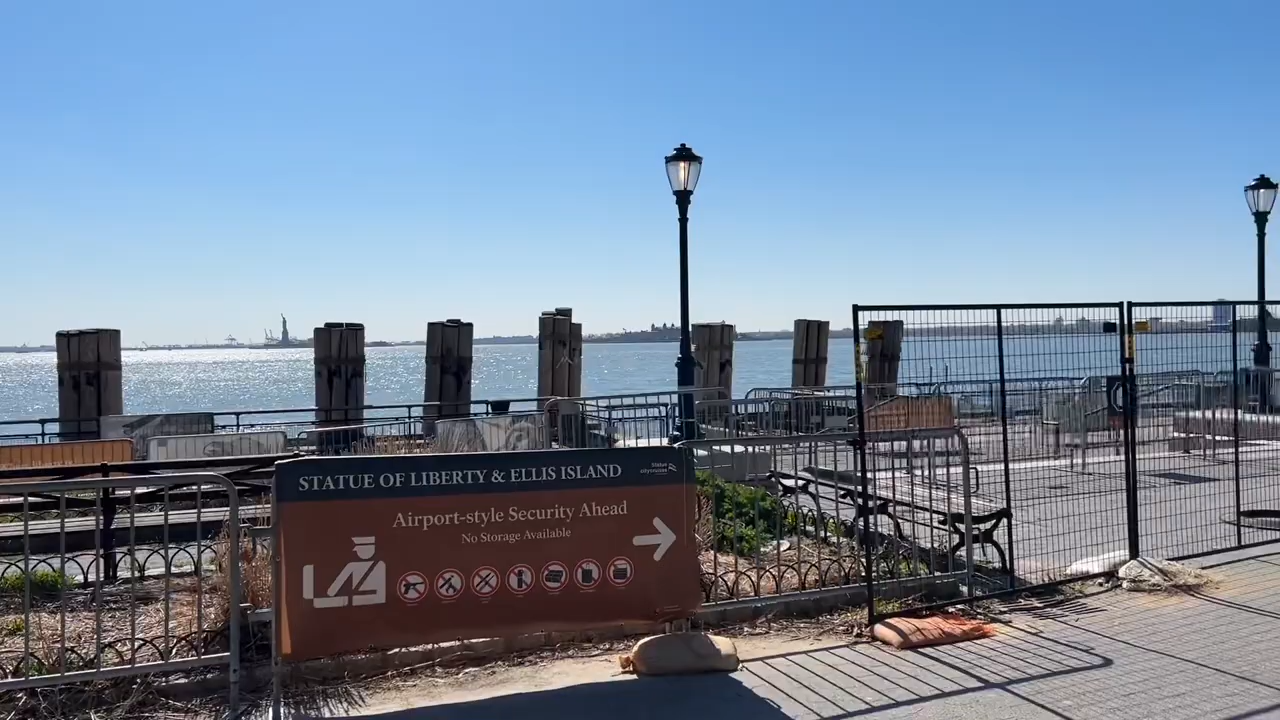 STATUE OF LIBERTY & ELLIS ISLAND
Airport-style Security Ahead
No Storage Available